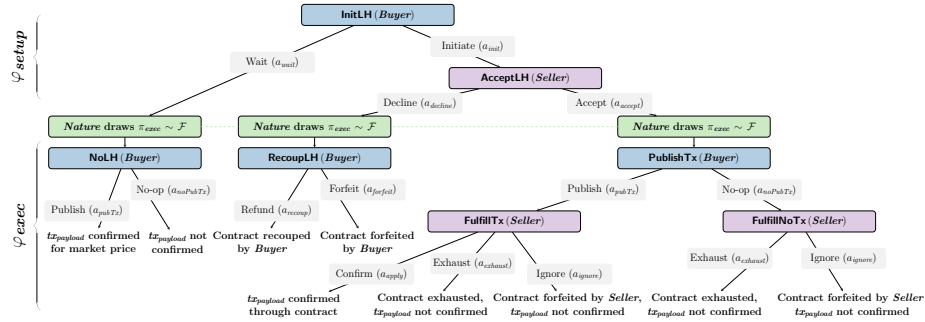 InitLH (Buyer)
φ setup
Wait (a_wait)
Initiate (a_init)
AcceptLH (Seller)
Decline (a_decline)
Accept (a_accept)
Nature draws π_exec ∼ F
Nature draws π_exec ∼ F
Nature draws π_exec ∼ F
φ exec
NoLH (Buyer)
RecoupLH (Buyer)
PublishTx (Buyer)
Publish (a_pubTx)
No-op (a_noPubTx)
Refund (a_recoup)
Forfeit (a_forfeit)
Publish (a_pubTx)
No-op (a_noPubTx)
tx_payload confirmed
for market price
tx_payload not
confirmed
Contract recouped
by Buyer
Contract forfeited
by Buyer
FulfillTx (Seller)
FulfillNoTx (Seller)
Confirm (a_apply)
Exhaust (a_exhaust)
Ignore (a_ignore)
Exhaust (a_exhaust)
Ignore (a_ignore)
tx_payload confirmed
through contract
Contract exhausted,
tx_payload not confirmed
Contract forfeited by Seller,
tx_payload not confirmed
Contract exhausted,
tx_payload not confirmed
Contract forfeited by Seller
tx_payload not confirmed